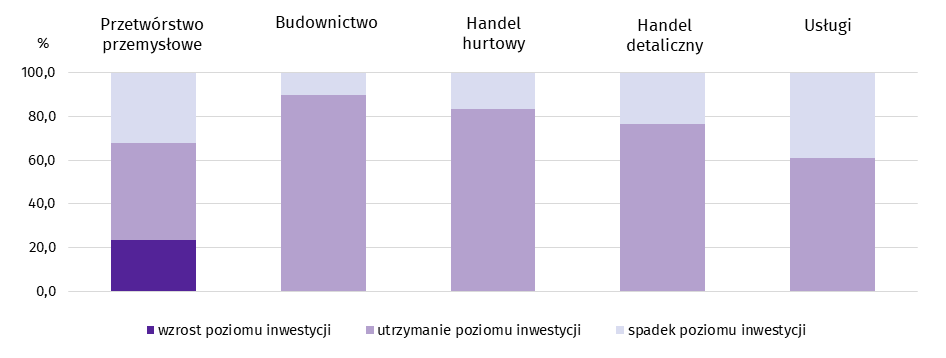 Przetwórstwo
przemysłowe
Budownictwo
Handel
hurtowy
Handel
detaliczny
Usługi
%
100,0
80,0
60,0
40,0
20,0
0,0
wzrost poziomu inwestycji
utrzymanie poziomu inwestycji
spadek poziomu inwestycji